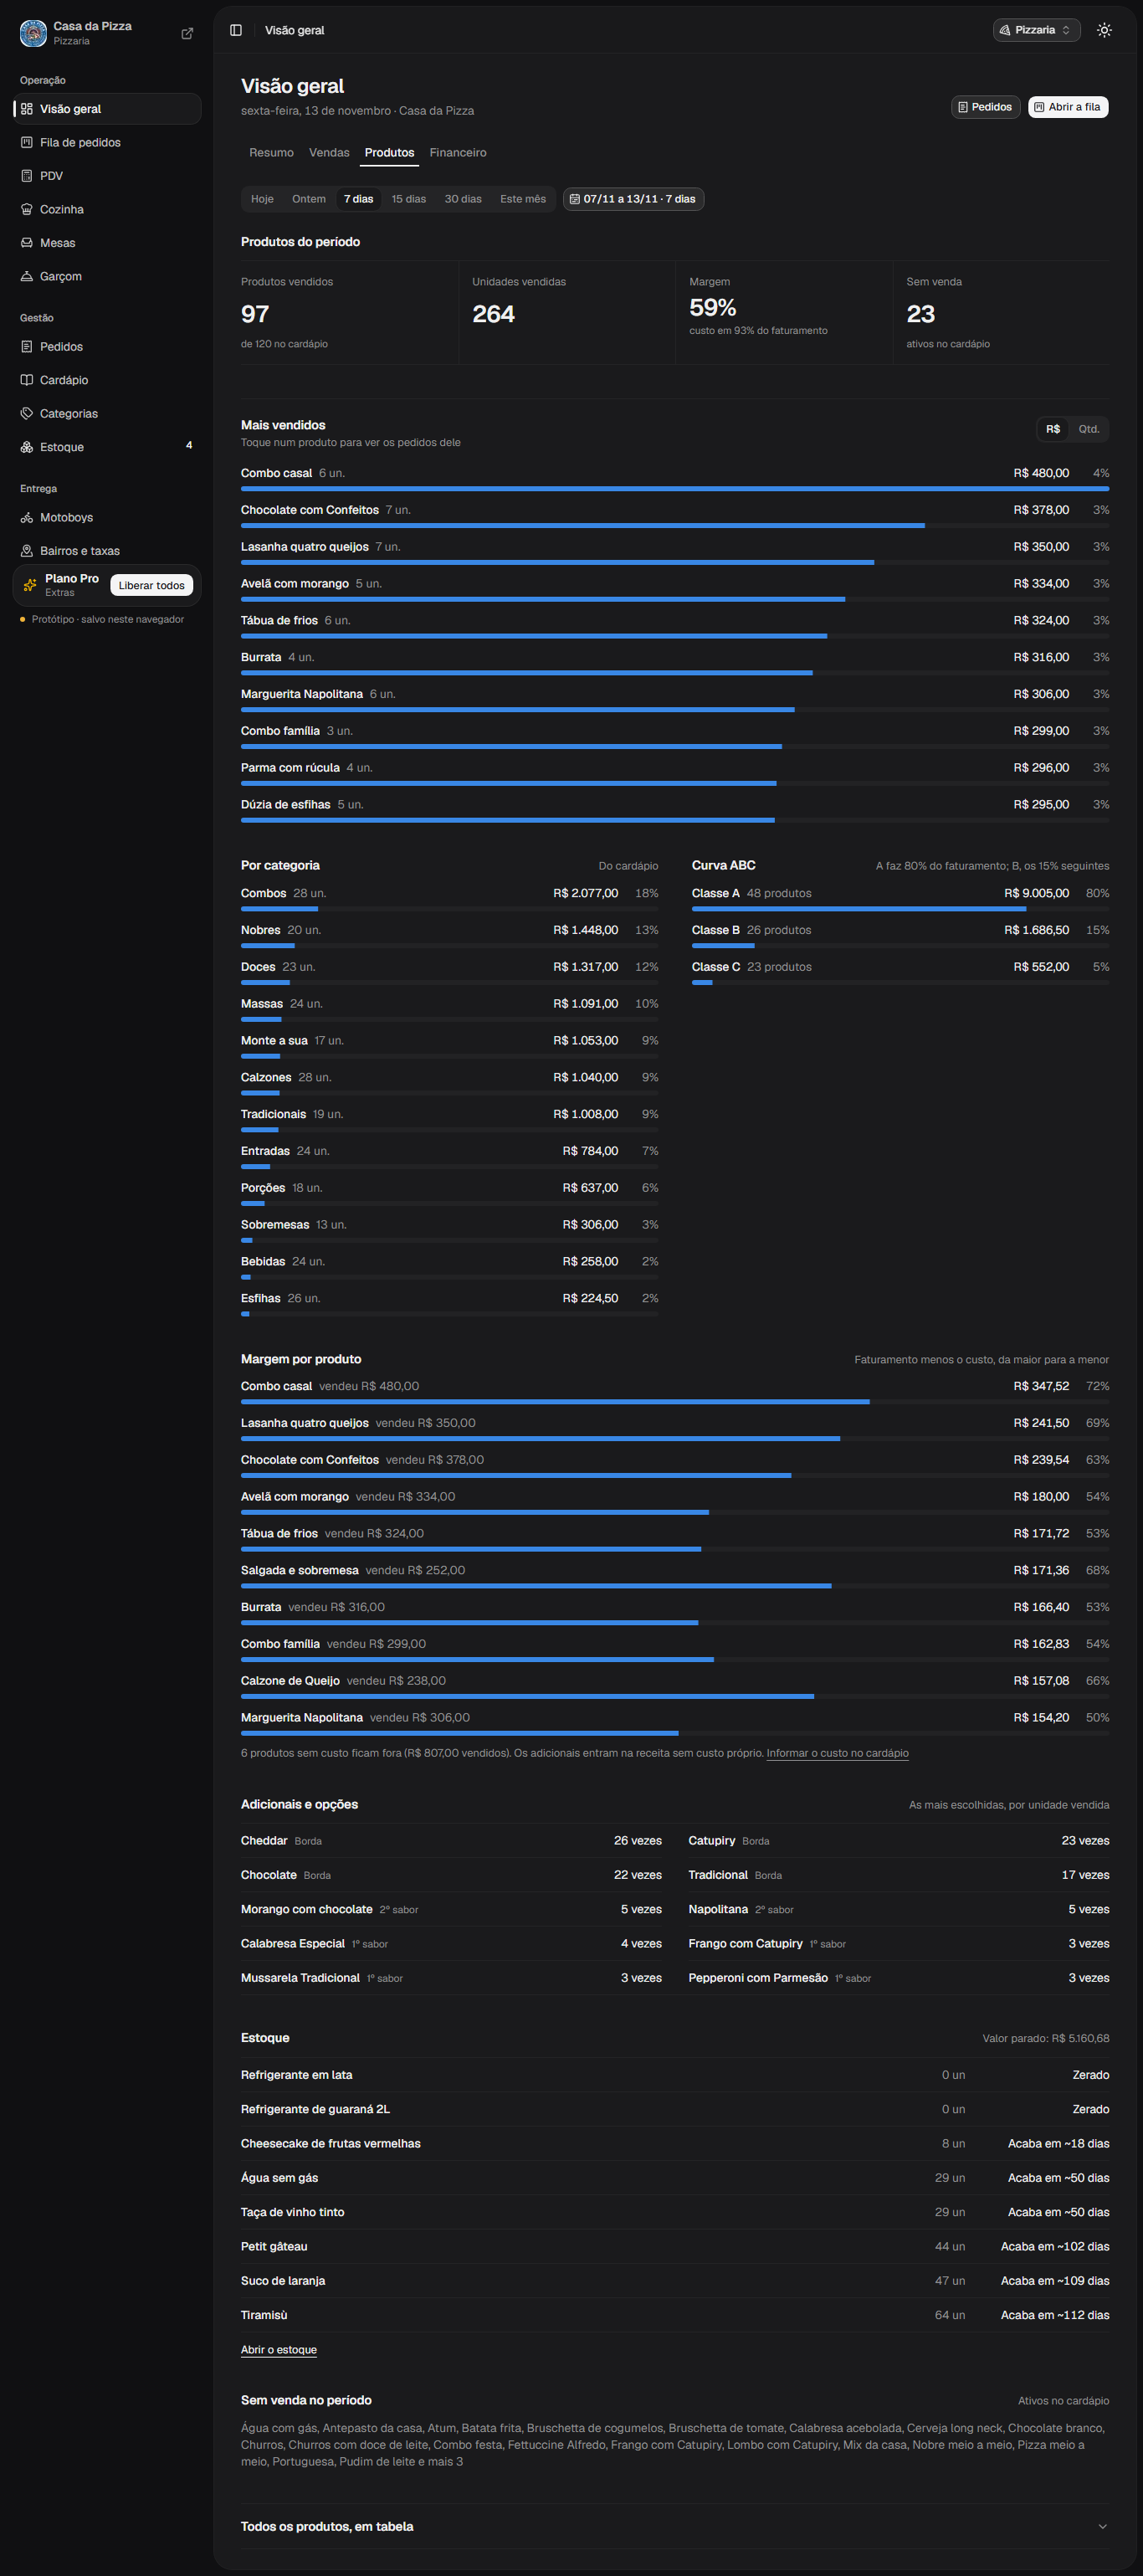 Casa da Pizza
Pizzaria
Operação
Visão geral
Fila de pedidos
PDV
Cozinha
Mesas
Garçom
Gestão
Pedidos
Cardápio
Categorias
Estoque 4
Entrega
Motoboys
Bairros e taxas
Plano Pro
Extras
Liberar todos
Protótipo · salvo neste navegador
Visão geral
Pizzaria
Visão geral
sexta-feira, 13 de novembro · Casa da Pizza
Pedidos
Abrir a fila
Resumo Vendas Produtos Financeiro
Hoje Ontem 7 dias 15 dias 30 dias Este mês 07/11 a 13/11 · 7 dias
Produtos do período
Produtos vendidos
97
de 120 no cardápio
Unidades vendidas
264
Margem
59%
custo em 93% do faturamento
Sem venda
23
ativos no cardápio
Mais vendidos
Toque num produto para ver os pedidos dele
R$ Qtd.
Combo casal 6 un. R$ 480,00 4%
Chocolate com Confeitos 7 un. R$ 378,00 3%
Lasanha quatro queijos 7 un. R$ 350,00 3%
Avelã com morango 5 un. R$ 334,00 3%
Tábua de frios 6 un. R$ 324,00 3%
Burrata 4 un. R$ 316,00 3%
Marguerita Napolitana 6 un. R$ 306,00 3%
Combo família 3 un. R$ 299,00 3%
Parma com rúcula 4 un. R$ 296,00 3%
Dúzia de esfihas 5 un. R$ 295,00 3%
Por categoria Do cardápio
Combos 28 un. R$ 2.077,00 18%
Nobres 20 un. R$ 1.448,00 13%
Doces 23 un. R$ 1.317,00 12%
Massas 24 un. R$ 1.091,00 10%
Monte a sua 17 un. R$ 1.053,00 9%
Calzones 28 un. R$ 1.040,00 9%
Tradicionais 19 un. R$ 1.008,00 9%
Entradas 24 un. R$ 784,00 7%
Porções 18 un. R$ 637,00 6%
Sobremesas 13 un. R$ 306,00 3%
Bebidas 24 un. R$ 258,00 2%
Esfihas 26 un. R$ 224,50 2%
Curva ABC A faz 80% do faturamento; B, os 15% seguintes
Classe A 48 produtos R$ 9.005,00 80%
Classe B 26 produtos R$ 1.686,50 15%
Classe C 23 produtos R$ 552,00 5%
Margem por produto Faturamento menos o custo, da maior para a menor
Combo casal vendeu R$ 480,00 R$ 347,52 72%
Lasanha quatro queijos vendeu R$ 350,00 R$ 241,50 69%
Chocolate com Confeitos vendeu R$ 378,00 R$ 239,54 63%
Avelã com morango vendeu R$ 334,00 R$ 180,00 54%
Tábua de frios vendeu R$ 324,00 R$ 171,72 53%
Salgada e sobremesa vendeu R$ 252,00 R$ 171,36 68%
Burrata vendeu R$ 316,00 R$ 166,40 53%
Combo família vendeu R$ 299,00 R$ 162,83 54%
Calzone de Queijo vendeu R$ 238,00 R$ 157,08 66%
Marguerita Napolitana vendeu R$ 306,00 R$ 154,20 50%
6 produtos sem custo ficam fora (R$ 807,00 vendidos). Os adicionais entram na receita sem custo próprio. Informar o custo no cardápio
Adicionais e opções As mais escolhidas, por unidade vendida
Cheddar Borda 26 vezes Catupiry Borda 23 vezes
Chocolate Borda 22 vezes Tradicional Borda 17 vezes
Morango com chocolate 2º sabor 5 vezes Napolitana 2º sabor 5 vezes
Calabresa Especial 1º sabor 4 vezes Frango com Catupiry 1º sabor 3 vezes
Mussarela Tradicional 1º sabor 3 vezes Pepperoni com Parmesão 1º sabor 3 vezes
Estoque Valor parado: R$ 5.160,68
Refrigerante em lata 0 un Zerado
Refrigerante de guaraná 2L 0 un Zerado
Cheesecake de frutas vermelhas 8 un Acaba em ~18 dias
Água sem gás 29 un Acaba em ~50 dias
Taça de vinho tinto 29 un Acaba em ~50 dias
Petit gâteau 44 un Acaba em ~102 dias
Suco de laranja 47 un Acaba em ~109 dias
Tiramisù 64 un Acaba em ~112 dias
Abrir o estoque
Sem venda no período Ativos no cardápio
Água com gás, Antepasto da casa, Atum, Batata frita, Bruschetta de cogumelos, Bruschetta de tomate, Calabresa acebolada, Cerveja long neck, Chocolate branco,
Churros, Churros com doce de leite, Combo festa, Fettuccine Alfredo, Frango com Catupiry, Lombo com Catupiry, Mix da casa, Nobre meio a meio, Pizza meio a
meio, Portuguesa, Pudim de leite e mais 3
Todos os produtos, em tabela